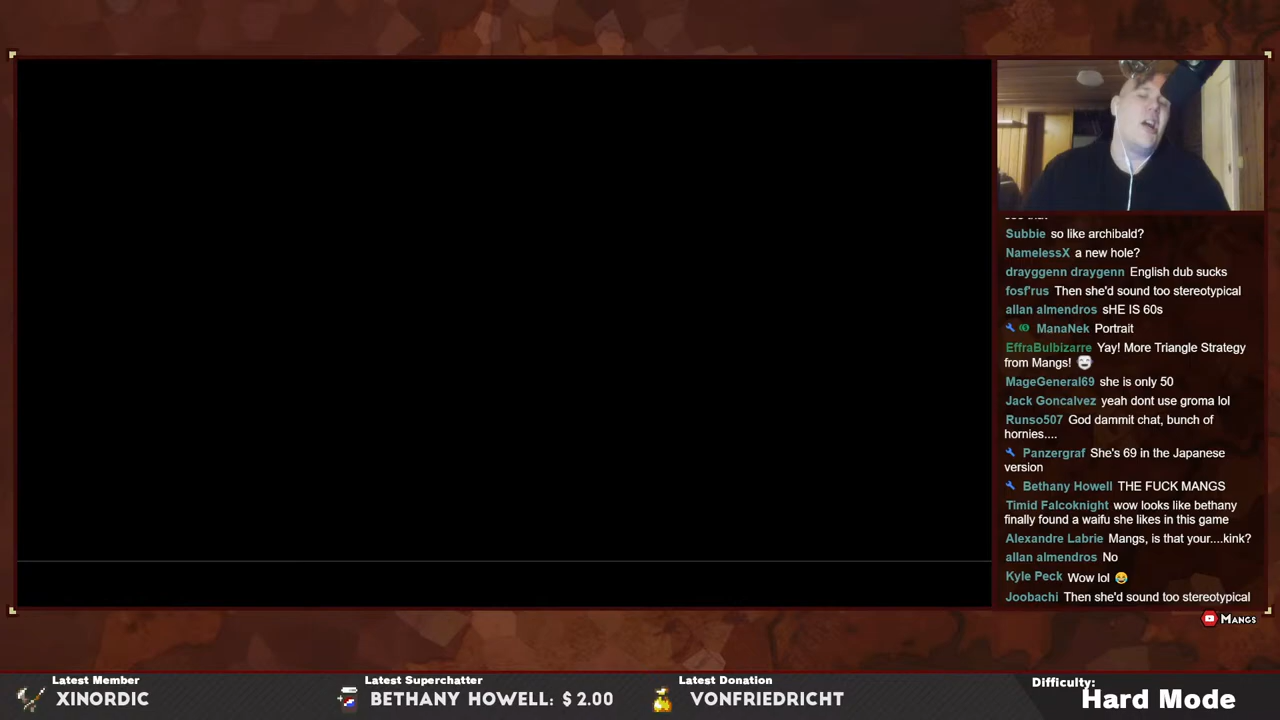 Subbie so like archibald?
NamelessX a new hole?
drayggenn draygenn English dub sucks
fosf'rus Then she'd sound too stereotypical
allan almendros sHE IS 60s
ManaNek Portrait
EffraBulbizarre Yay! More Triangle Strategy
from Mangs!
MageGeneral69 she is only 50
Jack Goncalvez yeah dont use groma lol
Runso507 God dammit chat, bunch of
hornies....
Panzergraf She's 69 in the Japanese
version
Bethany Howell THE FUCK MANGS
Timid Falcoknight wow looks like bethany
finally found a waifu she likes in this game
Alexandre Labrie Mangs, is that your....kink?
allan almendros No
Kyle Peck Wow lol
Joobachi Then she'd sound too stereotypical
MANGS
Latest Member
XINORDIC
Latest Superchatter
BETHANY HOWELL: $ 2.00
Latest Donation
VONFRIEDRICHT
Difficulty:
Hard Mode